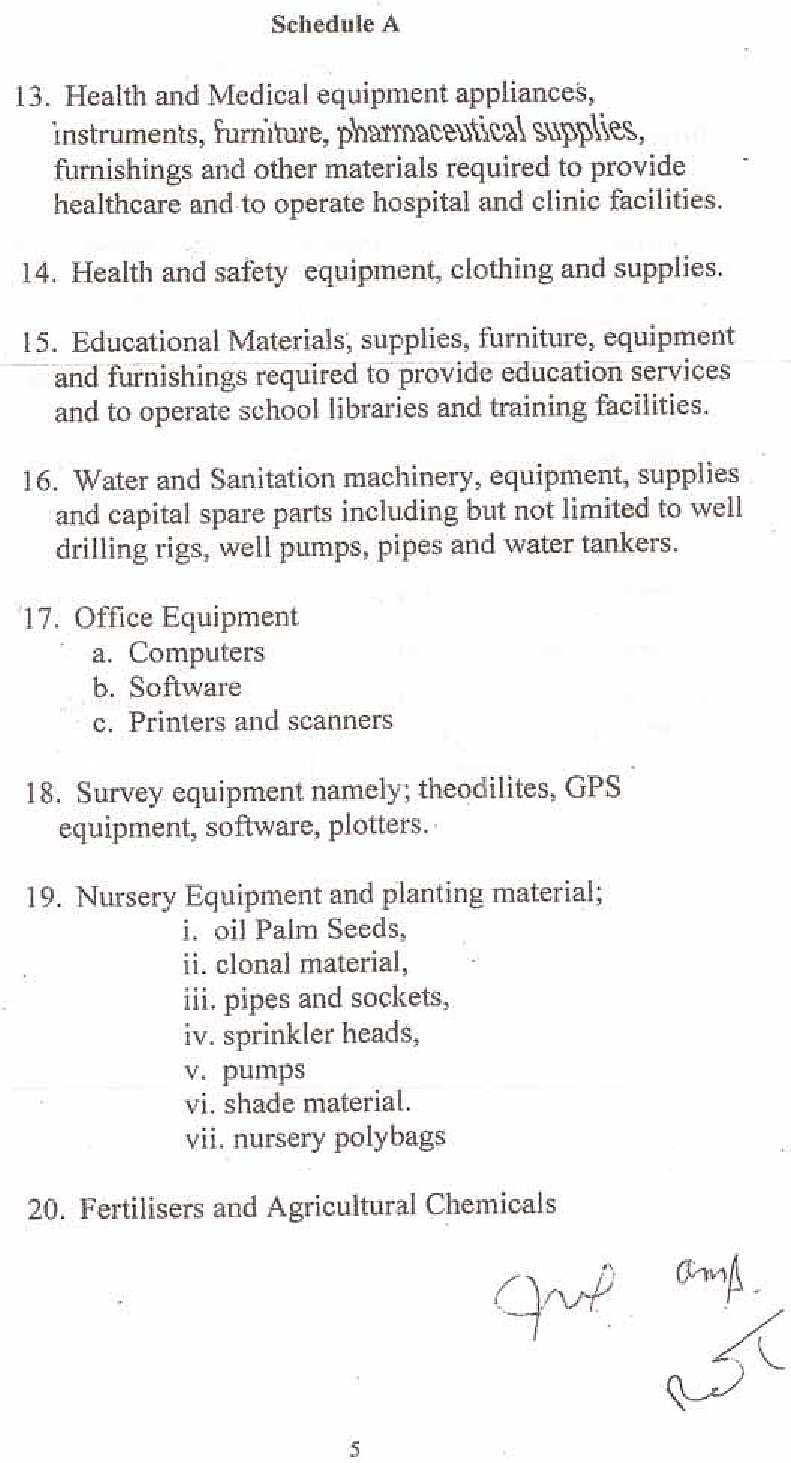 Schedule A
13. Health and Medical equipment appliances,
instruments, furniture, pharmaceutical supplies,
furnishings and other materials required to provide
healthcare and to operate hospital and clinic facilities.
14. Health and safety equipment, clothing and supplies.
15. Educational Materials, supplies, furniture, equipment
and furnishings required to provide education services
and to operate school libraries and training facilities.
16. Water and Sanitation machinery, equipment, supplies
and capital spare parts including but not limited to well
drilling rigs, well pumps, pipes and water tankers.
17. Office Equipment
a. Computers
b. Software
c. Printers and scanners
18. Survey equipment namely; theodilites, GPS
equipment, software, plotters.
19. Nursery Equipment and planting material;
i. oil Palm Seeds,
ii. clonal material,
iii. pipes and sockets,
iv. sprinkler heads,
v. pumps
vi. shade material.
vii. nursery polybags
20. Fertilisers and Agricultural Chemicals
5